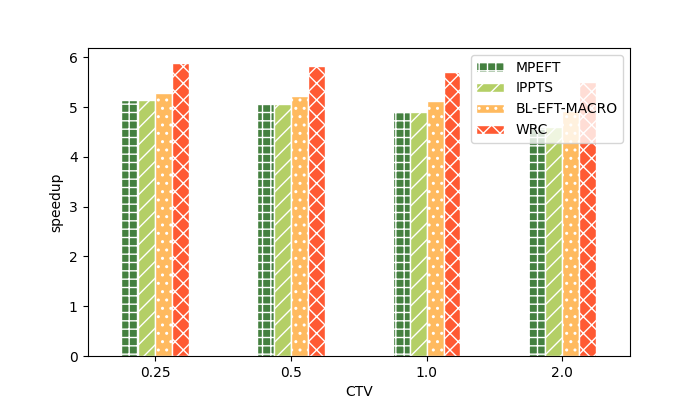 6
5
4
3
2
1
0
speedup
0.25
0.5
1.0
2.0
CTV
MPEFT
IPPTS
BL-EFT-MACRO
WRC